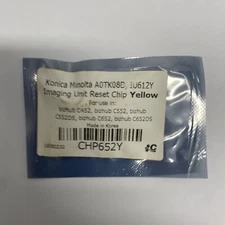 Konica Minolta A0TK08D, IU612Y
Imaging Unit Reset Chip Yellow
For use in:
bizhub C452, bizhub C552, bizhub
C552DS, bizhub C652, bizhub C652DS
Made in Korea
CHP652Y